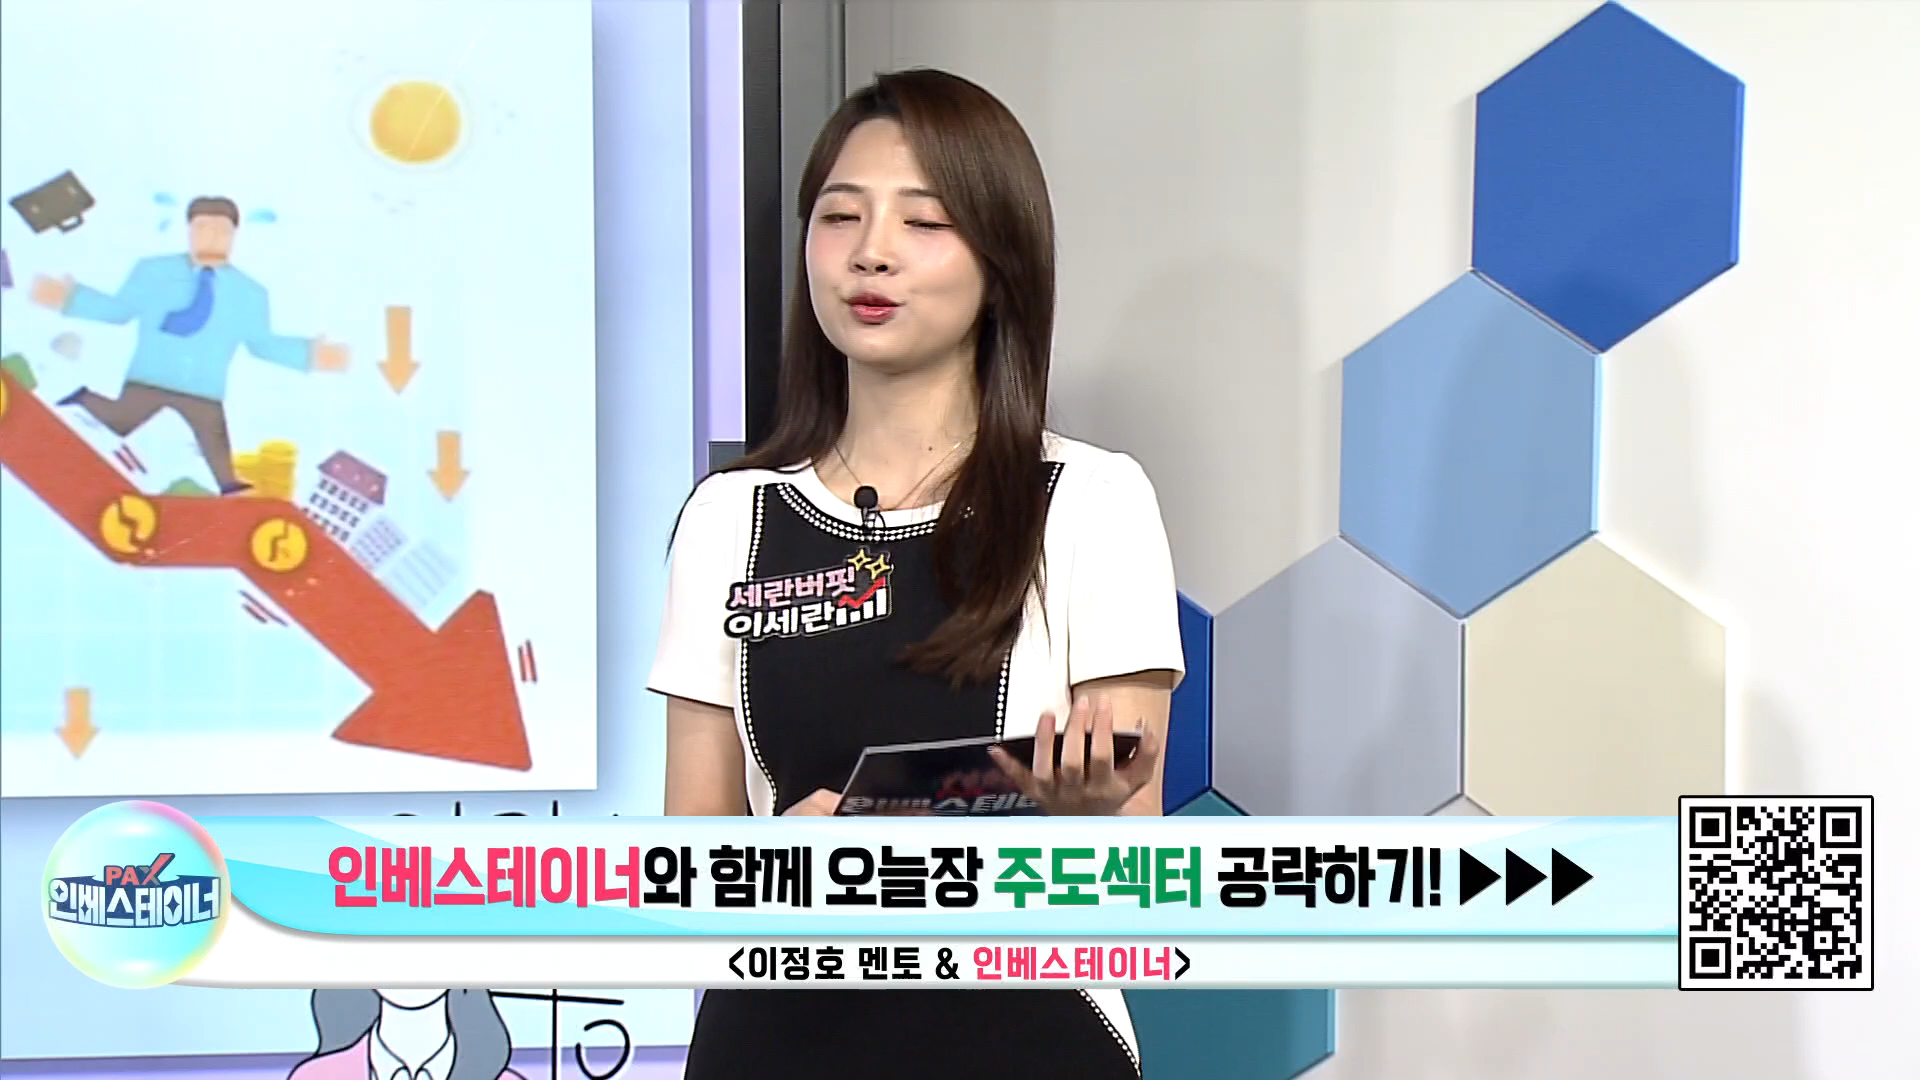 세란버핏
이세란
PAX
인베스테이너
인베스테이너와 함께 오늘장 주도섹터 공략하기! ▶▶▶
<이정호 멘토 & 인베스테이너>